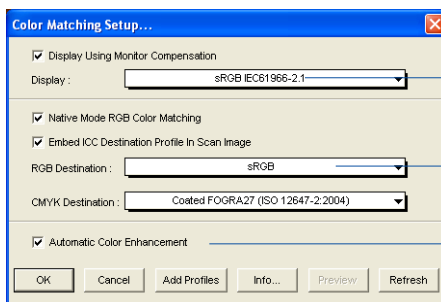 Color Matching Setup...
Display Using Monitor Compensation
Display : sRGB IEC61966-2.1
Native Mode RGB Color Matching
Embed ICC Destination Profile In Scan Image
RGB Destination : sRGB
CMYK Destination : Coated FOGRA27 (ISO 12647-2:2004)
Automatic Color Enhancement
OK Cancel Add Profiles Info... Preview Refresh